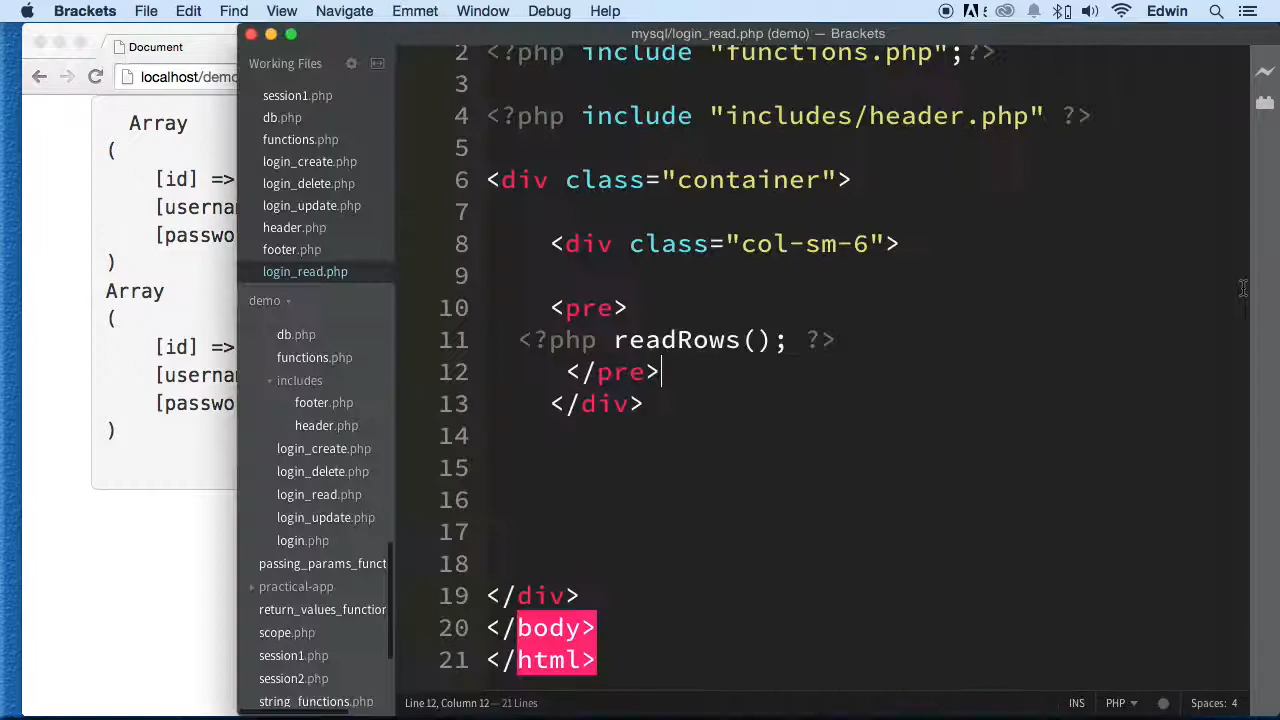 Brackets File Edit Find View Navigate Emmet Window Debug Help Edwin
Document
localhost/demo
Array
(
[id] =>
[userna
[passwo
)
Array
(
[id] =>
[userna
[passwo
)
mysql/login_read.php (demo) — Brackets
Working Files
session1.php
db.php
functions.php
login_create.php
login_delete.php
login_update.php
header.php
footer.php
login_read.php
demo
db.php
functions.php
includes
footer.php
header.php
login_create.php
login_delete.php
login_read.php
login_update.php
login.php
passing_params_funct
practical-app
return_values_function
scope.php
session1.php
session2.php
string_functions.php
2 <?php include "functions.php";?>
3
4 <?php include "includes/header.php" ?>
5
6 <div class="container">
7
8 <div class="col-sm-6">
9
10 <pre>
11 <?php readRows(); ?>
12 </pre>
13 </div>
14
15
16
17
18
19 </div>
20 </body>
21 </html>
Line 12, Column 12 — 21 Lines
INS PHP Spaces: 4